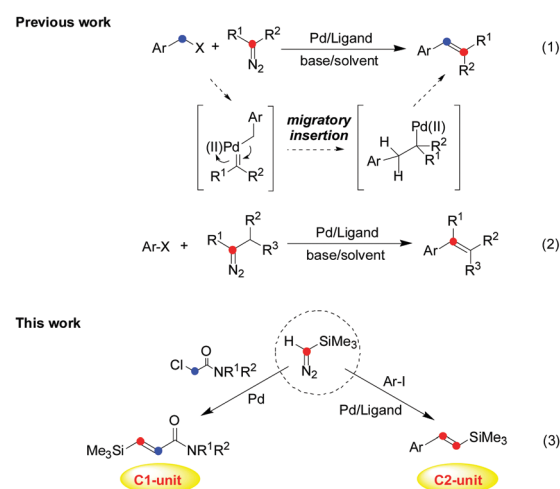 Previous work
Ar X + R1 R2 N2 Pd/Ligand base/solvent Ar R1 R2 (1)
Ar (II)Pd R1 R2 migratory insertion Pd(II) H Ar H R2 R1
Ar-X + R1 R2 R3 N2 Pd/Ligand base/solvent R1 Ar R2 R3 (2)
This work
Cl O NR1R2 H SiMe3 N2
Pd Ar-I Pd/Ligand
Me3Si O NR1R2 Ar SiMe3 (3)
C1-unit C2-unit